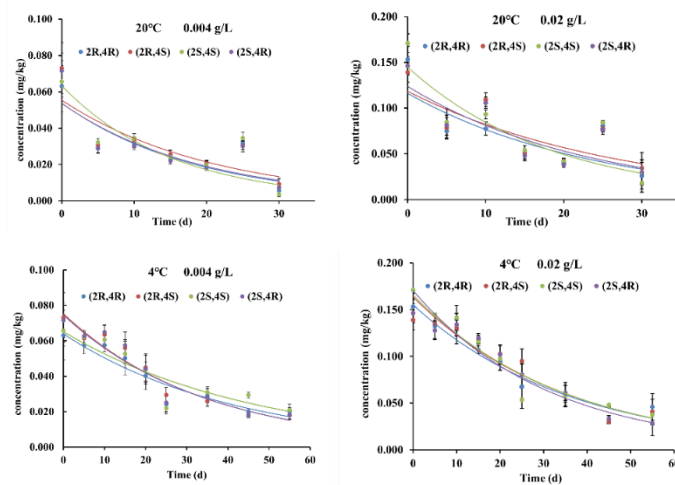 20℃ 0.004 g/L
2R,4R) (2R,4S) (2S,4S) (2S,4R)
concentration (mg/kg)
0.100
0.080
0.060
0.040
0.020
0.000
0 10 20 30
Time (d)
20℃ 0.02 g/L
(2R,4R) (2R,4S) (2S,4S) (2S,4R)
concentration (mg/kg)
0.200
0.150
0.100
0.050
0.000
0 10 20 30
Time (d)
4℃ 0.004 g/L
(2R,4R) (2R,4S) (2S,4S) (2S,4R)
concentration (mg/kg)
0.100
0.080
0.060
0.040
0.020
0.000
0 10 20 30 40 50 60
Time (d)
4℃ 0.02 g/L
(2R,4R) (2R,4S) (2S,4S) (2S,4R)
concentration (mg/kg)
0.200
0.150
0.100
0.050
0.000
0 10 20 30 40 50 60
Time (d)